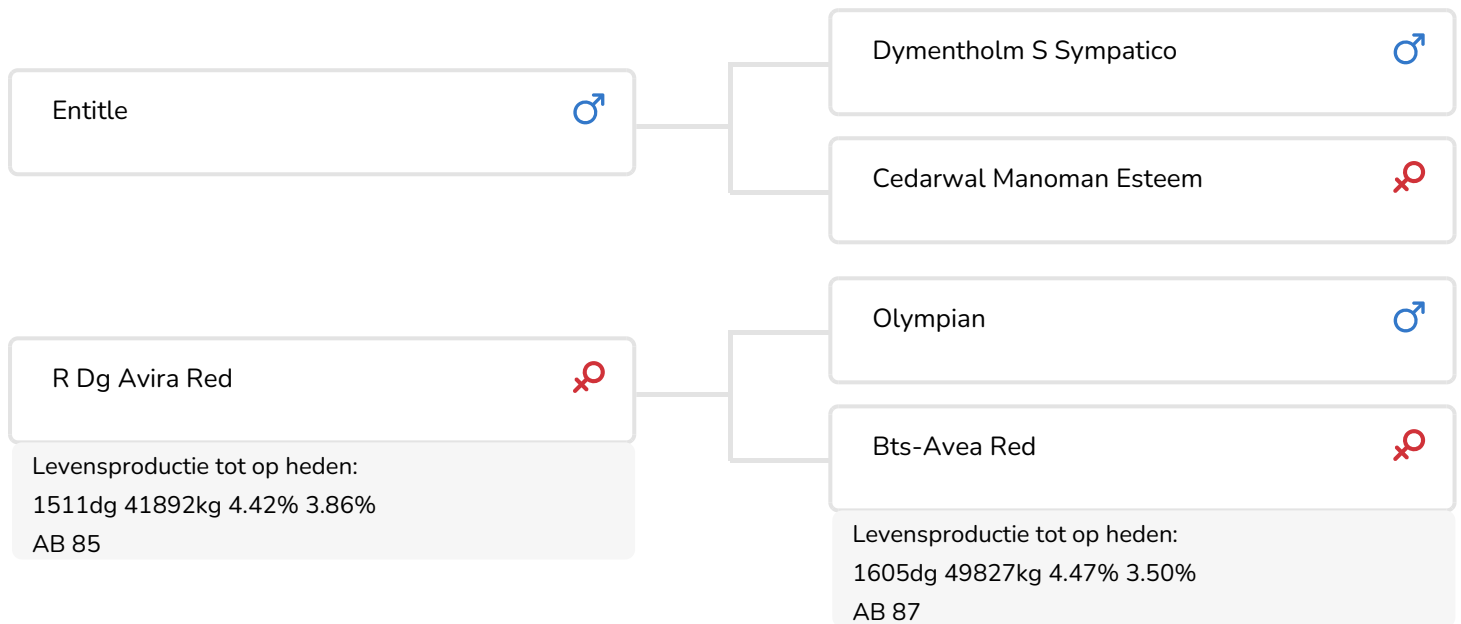 Entitle
Dymentholm S Sympatico
Cedarwal Manoman Esteem
R Dg Avira Red
Levensproductie tot op heden:
1511dg 41892kg 4.42% 3.86%
AB 85
Olympian
Bts-Avea Red
Levensproductie tot op heden:
1605dg 49827kg 4.47% 3.50%
AB 87